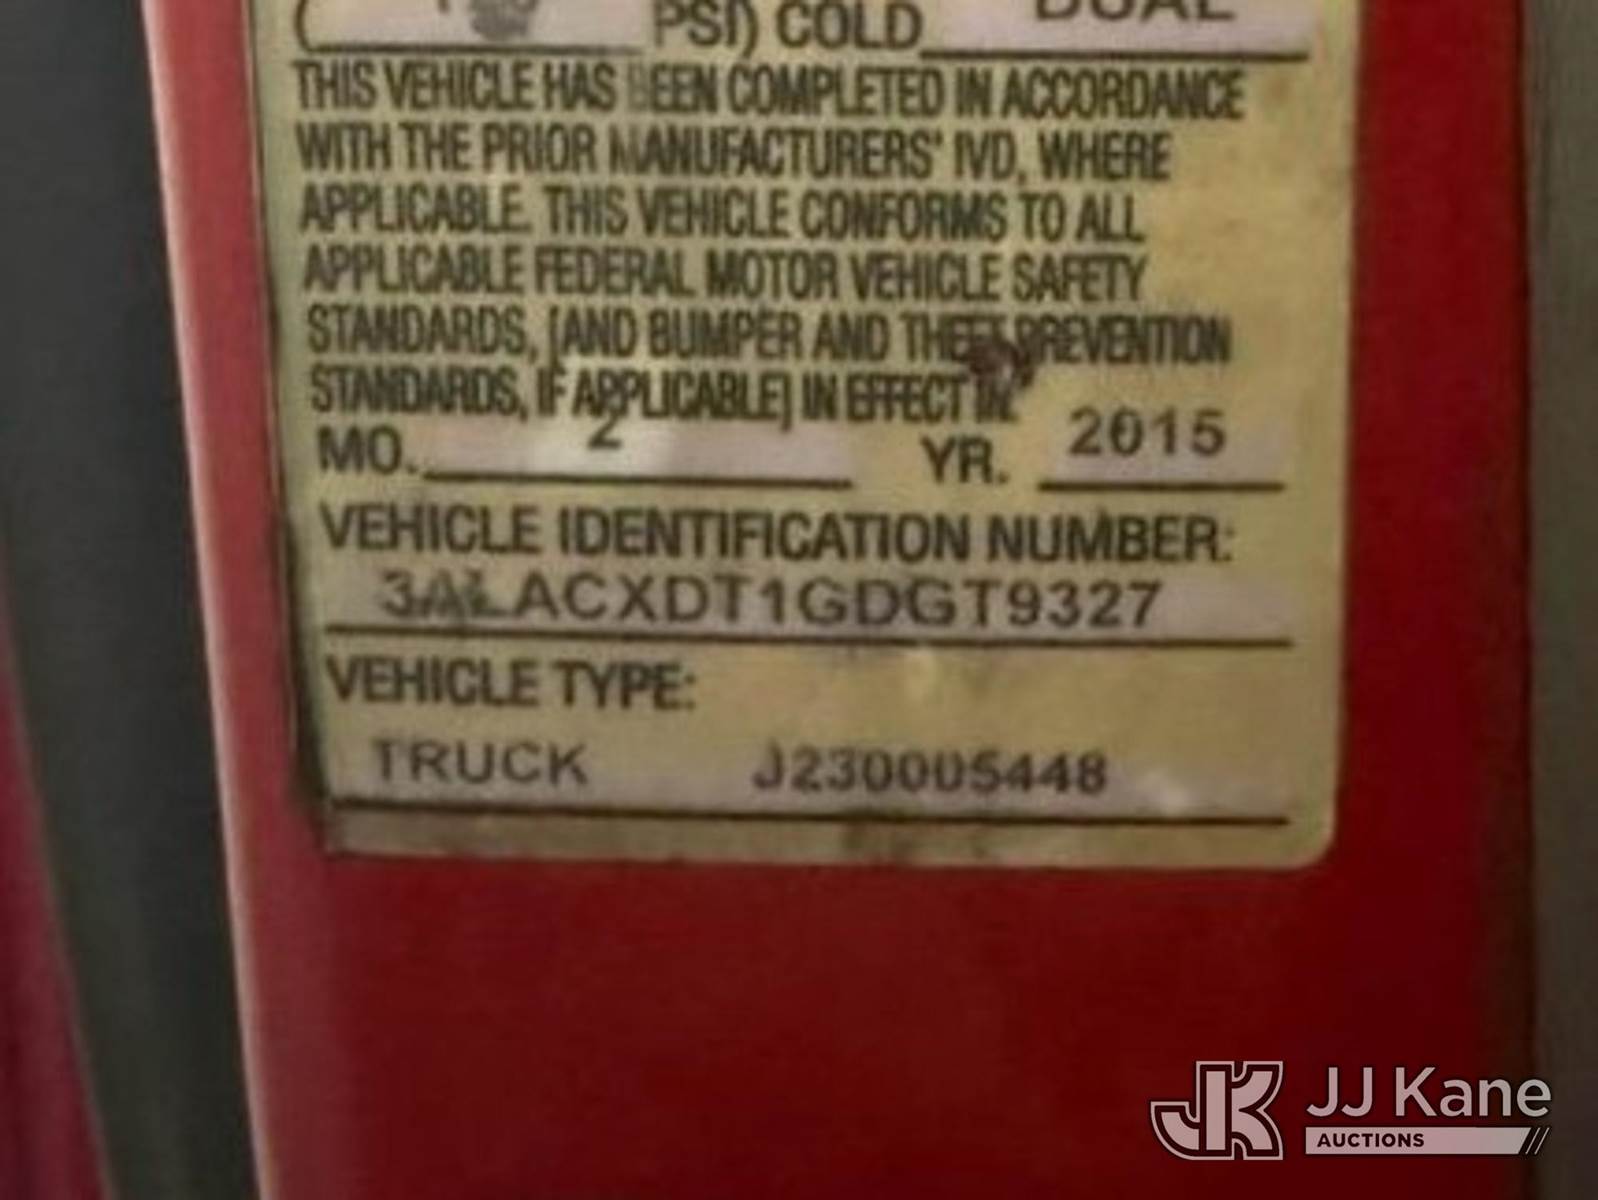 PSI) COLD DUAL
THIS VEHICLE HAS BEEN COMPLETED IN ACCORDANCE
WITH THE PRIOR MANUFACTURERS' IVD, WHERE
APPLICABLE. THIS VEHICLE CONFORMS TO ALL
APPLICABLE FEDERAL MOTOR VEHICLE SAFETY
STANDARDS, [AND BUMPER AND THEFT PREVENTION
STANDARDS, IF APPLICABLE] IN EFFECT IN:
MO. 2 YR. 2015
VEHICLE IDENTIFICATION NUMBER:
3ALACXDT1GDGT9327
VEHICLE TYPE:
TRUCK J230005448
JK JJ Kane
AUCTIONS